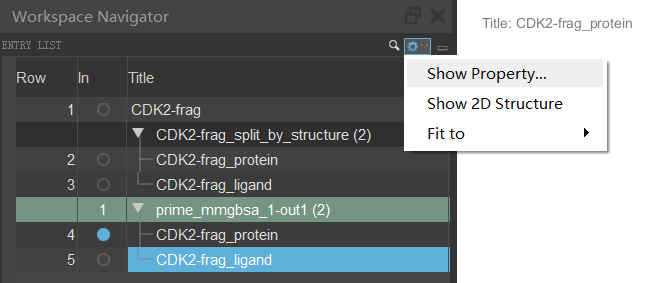 Workspace Navigator
Title: CDK2-frag_protein
ENTRY LIST
Show Property...
Show 2D Structure
Fit to
Row In Title
1 CDK2-frag
CDK2-frag_split_by_structure (2)
2 CDK2-frag_protein
3 CDK2-frag_ligand
1 prime_mmgbsa_1-out1 (2)
4 CDK2-frag_protein
5 CDK2-frag_ligand